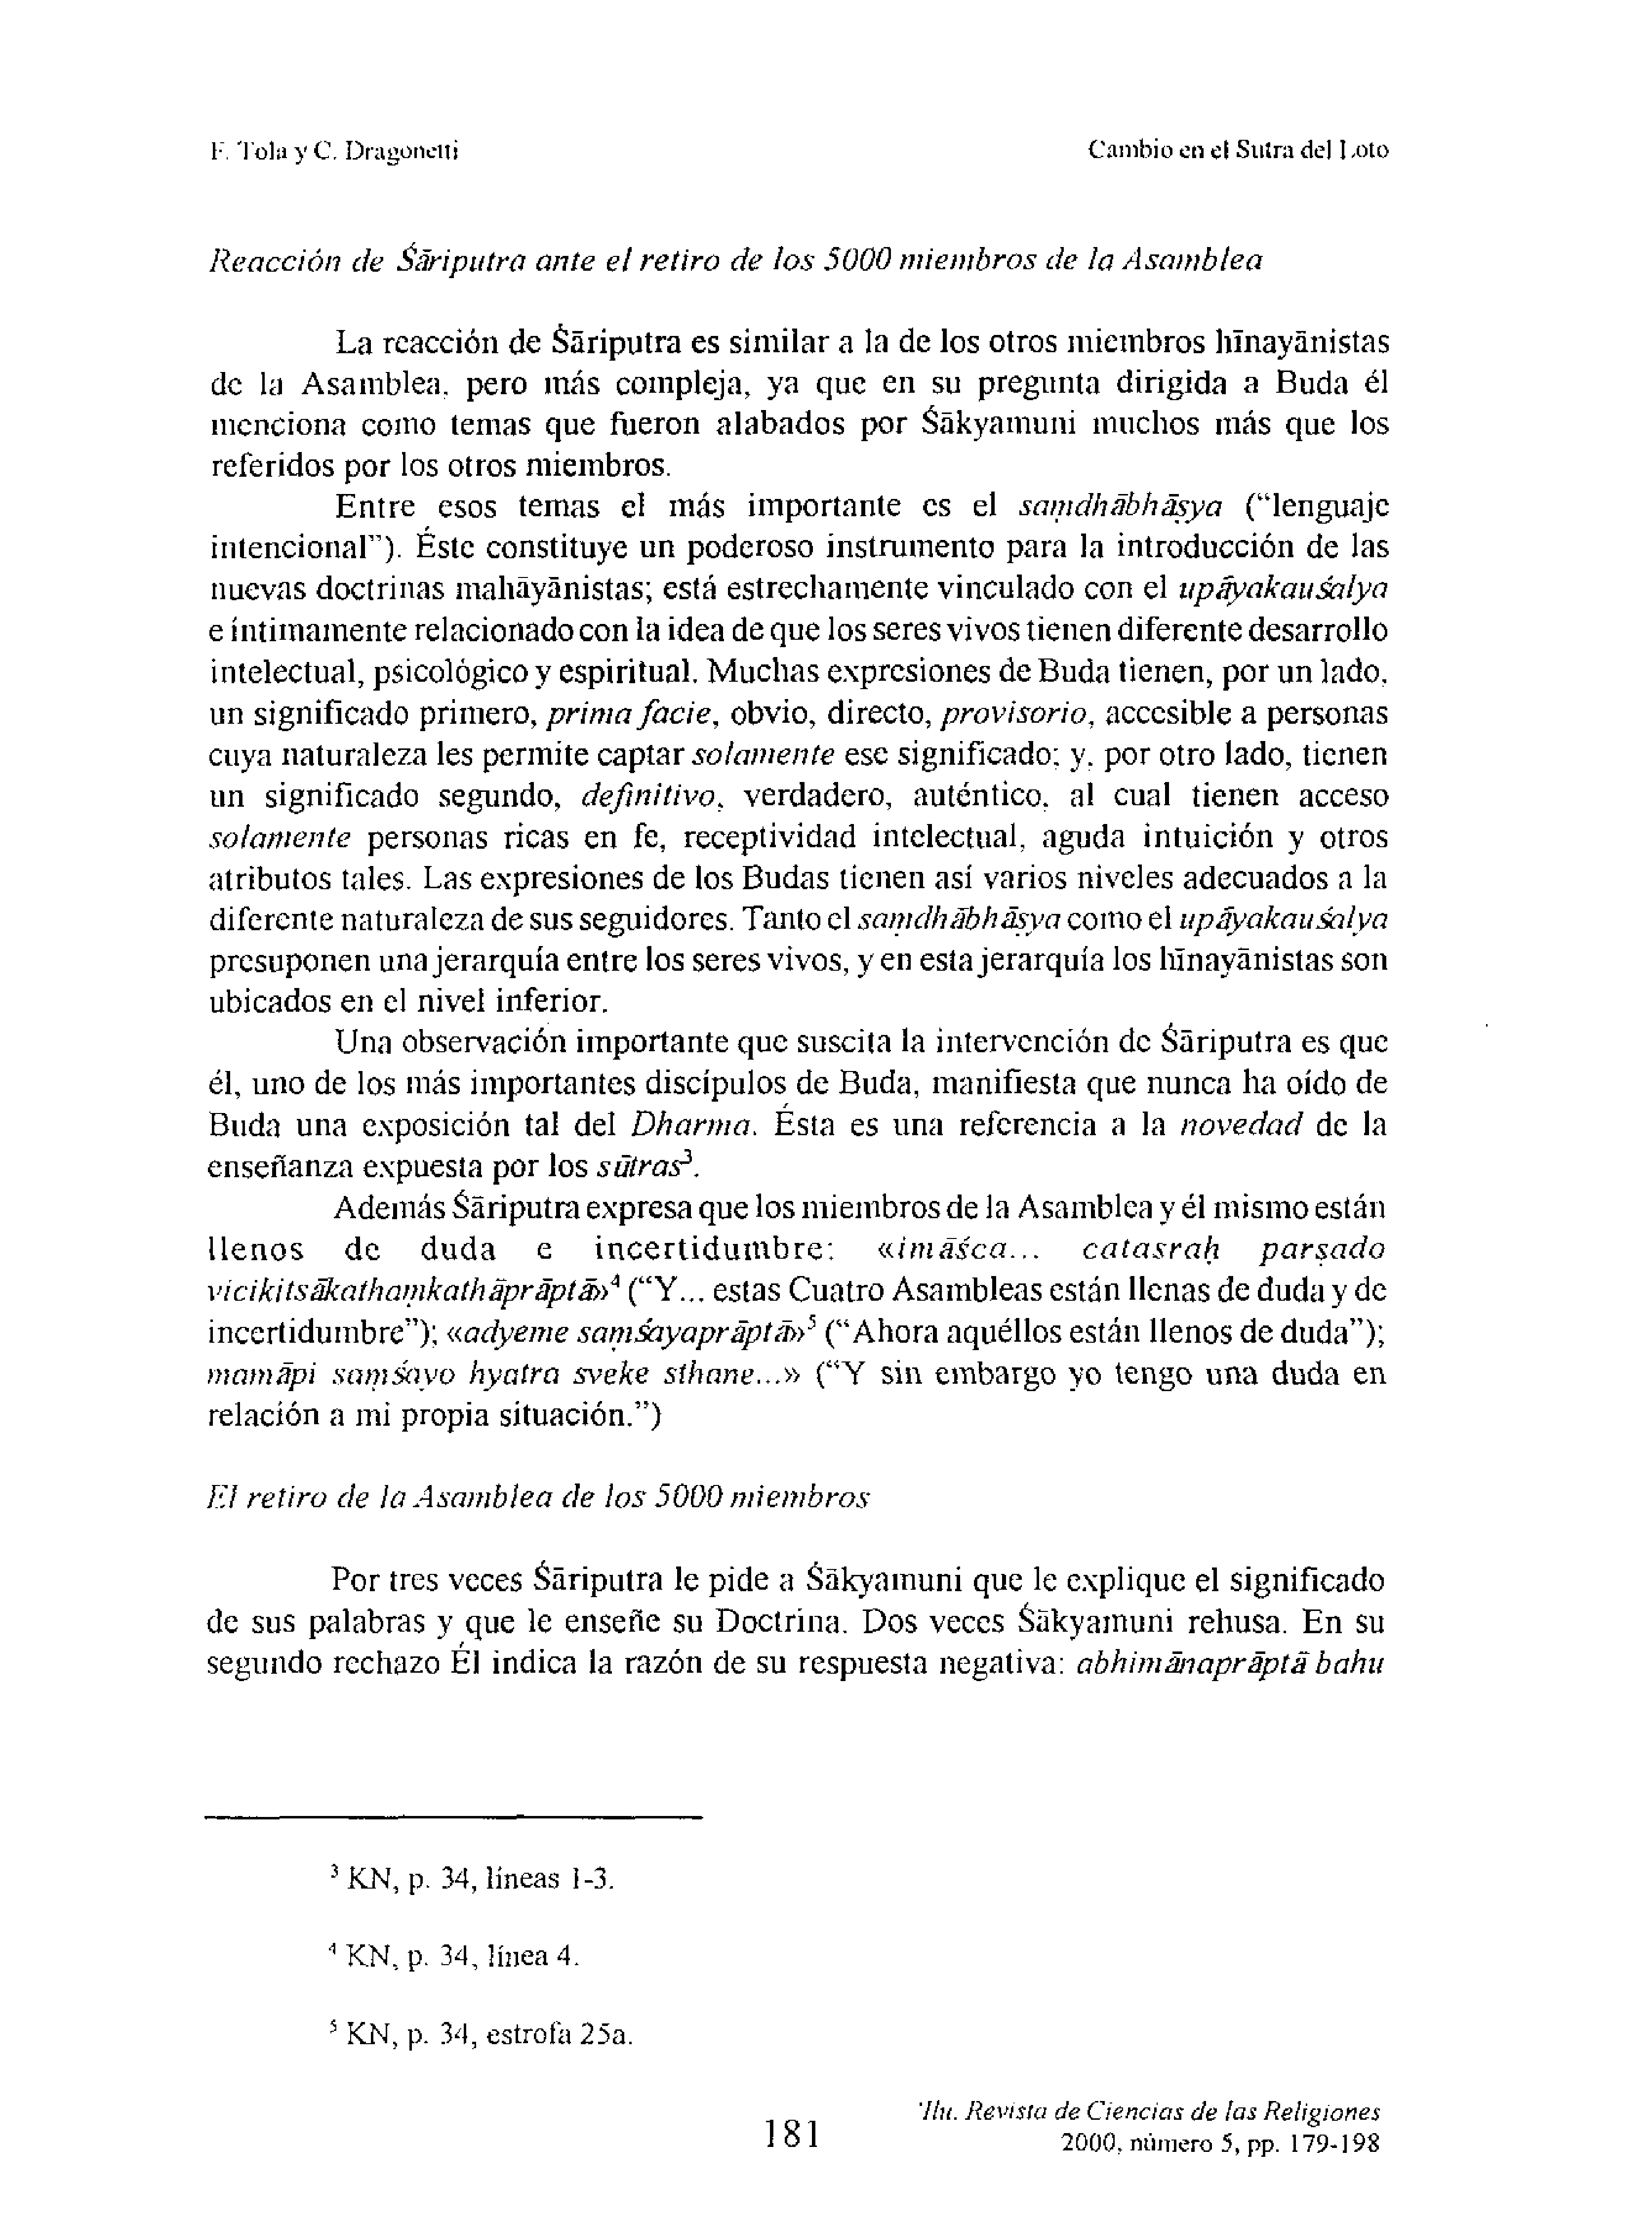 F. Tola y C. Dragonetti
Cambio en el Sutra del Loto
Reacción de Śāriputra ante el retiro de los 5000 miembros de la Asamblea
La reacción de Śāriputra es similar a la de los otros miembros hīnayānistas
de la Asamblea, pero más compleja, ya que en su pregunta dirigida a Buda él
menciona como temas que fueron alabados por Śākyamuni muchos más que los
referidos por los otros miembros.
Entre esos temas el más importante es el saṃdhābhāṣya (“lenguaje
intencional”). Éste constituye un poderoso instrumento para la introducción de las
nuevas doctrinas mahāyānistas; está estrechamente vinculado con el upāyakauśalya
e íntimamente relacionado con la idea de que los seres vivos tienen diferente desarrollo
intelectual, psicológico y espiritual. Muchas expresiones de Buda tienen, por un lado,
un significado primero, prima facie, obvio, directo, provisorio, accesible a personas
cuya naturaleza les permite captar solamente ese significado; y, por otro lado, tienen
un significado segundo, definitivo, verdadero, auténtico, al cual tienen acceso
solamente personas ricas en fe, receptividad intelectual, aguda intuición y otros
atributos tales. Las expresiones de los Budas tienen así varios niveles adecuados a la
diferente naturaleza de sus seguidores. Tanto el saṃdhābhāṣya como el upāyakauśalya
presuponen una jerarquía entre los seres vivos, y en esta jerarquía los hīnayānistas son
ubicados en el nivel inferior.
Una observación importante que suscita la intervención de Śāriputra es que
él, uno de los más importantes discípulos de Buda, manifiesta que nunca ha oído de
Buda una exposición tal del Dharma. Ésta es una referencia a la novedad de la
enseñanza expuesta por los sūtras³.
Además Śāriputra expresa que los miembros de la Asamblea y él mismo están
llenos de duda e incertidumbre: «imāśca... catasraḥ parṣado
vicikitsākathaṃkathāprāptā»⁴ (“Y... estas Cuatro Asambleas están llenas de duda y de
incertidumbre”); «adyeme saṃśayaprāptā»⁵ (“Ahora aquéllos están llenos de duda”);
mamāpi saṃśayo hyatra sveke sthane...» (“Y sin embargo yo tengo una duda en
relación a mi propia situación.”)
El retiro de la Asamblea de los 5000 miembros
Por tres veces Śāriputra le pide a Śākyamuni que le explique el significado
de sus palabras y que le enseñe su Doctrina. Dos veces Śākyamuni rehusa. En su
segundo rechazo Él indica la razón de su respuesta negativa: abhimānaprāptā bahu
³ KN, p. 34, líneas 1-3.
⁴ KN, p. 34, línea 4.
⁵ KN, p. 34, estrofa 25a.
181
'Ilu. Revista de Ciencias de las Religiones
2000, número 5, pp. 179-198